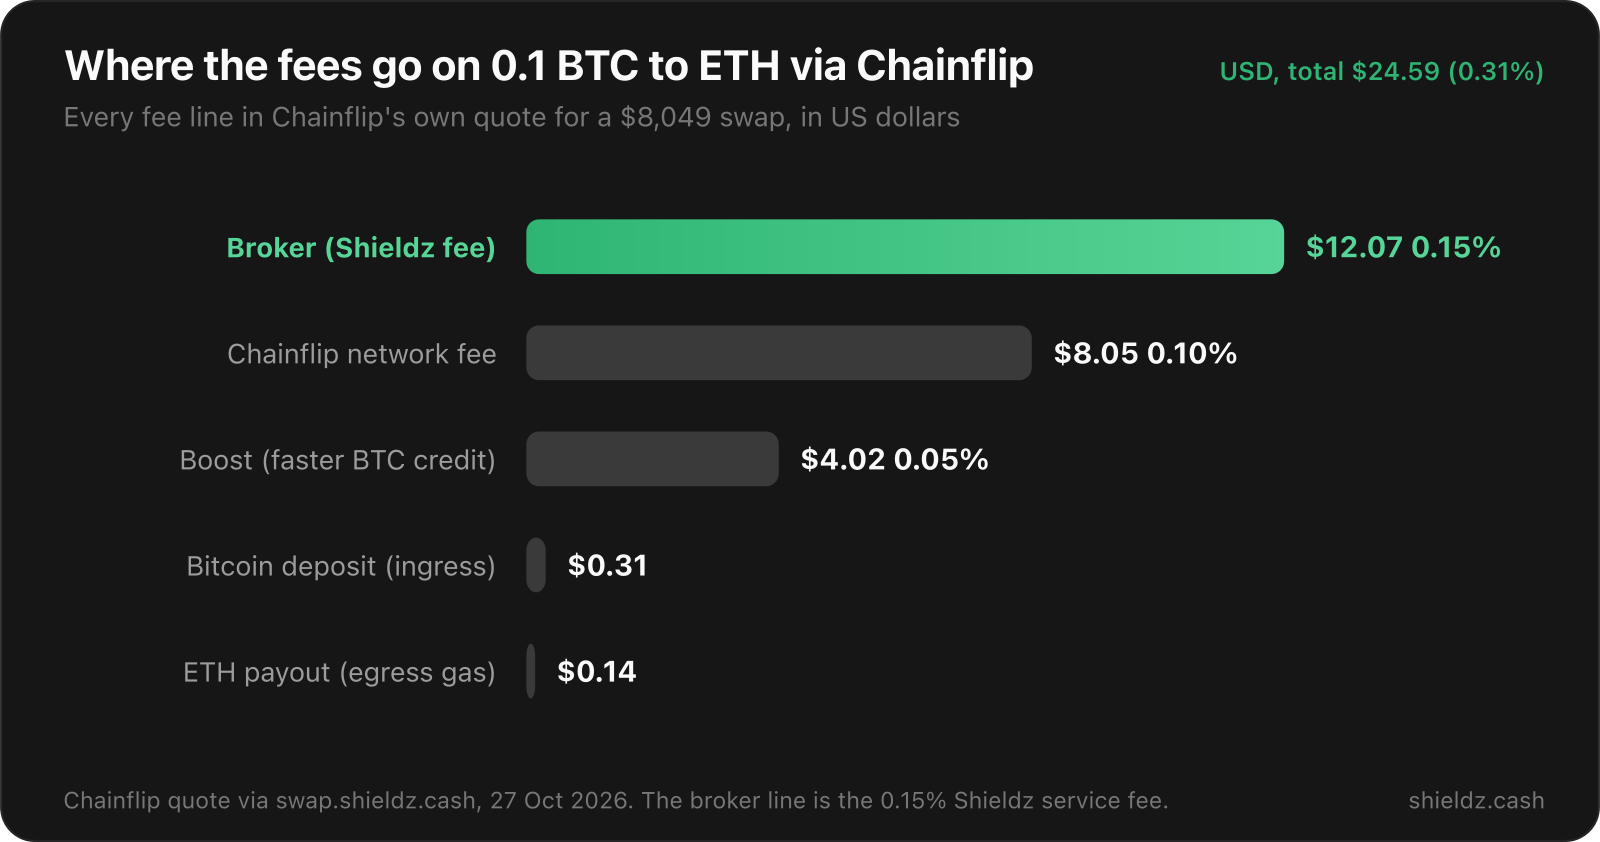 Where the fees go on 0.1 BTC to ETH via Chainflip
USD, total $24.59 (0.31%)
Every fee line in Chainflip's own quote for a $8,049 swap, in US dollars
Broker (Shieldz fee) $12.07 0.15%
Chainflip network fee $8.05 0.10%
Boost (faster BTC credit) $4.02 0.05%
Bitcoin deposit (ingress) $0.31
ETH payout (egress gas) $0.14
Chainflip quote via swap.shieldz.cash, 27 Oct 2026. The broker line is the 0.15% Shieldz service fee.
shieldz.cash